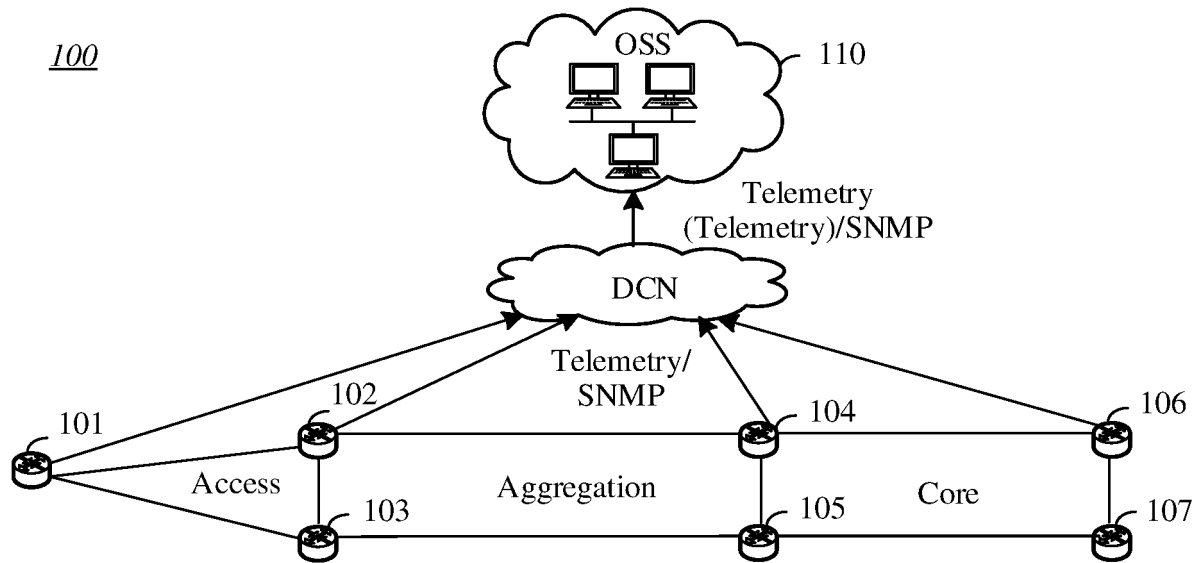 100
OSS
110
Telemetry
(Telemetry)/SNMP
DCN
Telemetry/
SNMP
101
102
104
106
Access
Aggregation
Core
103
105
107